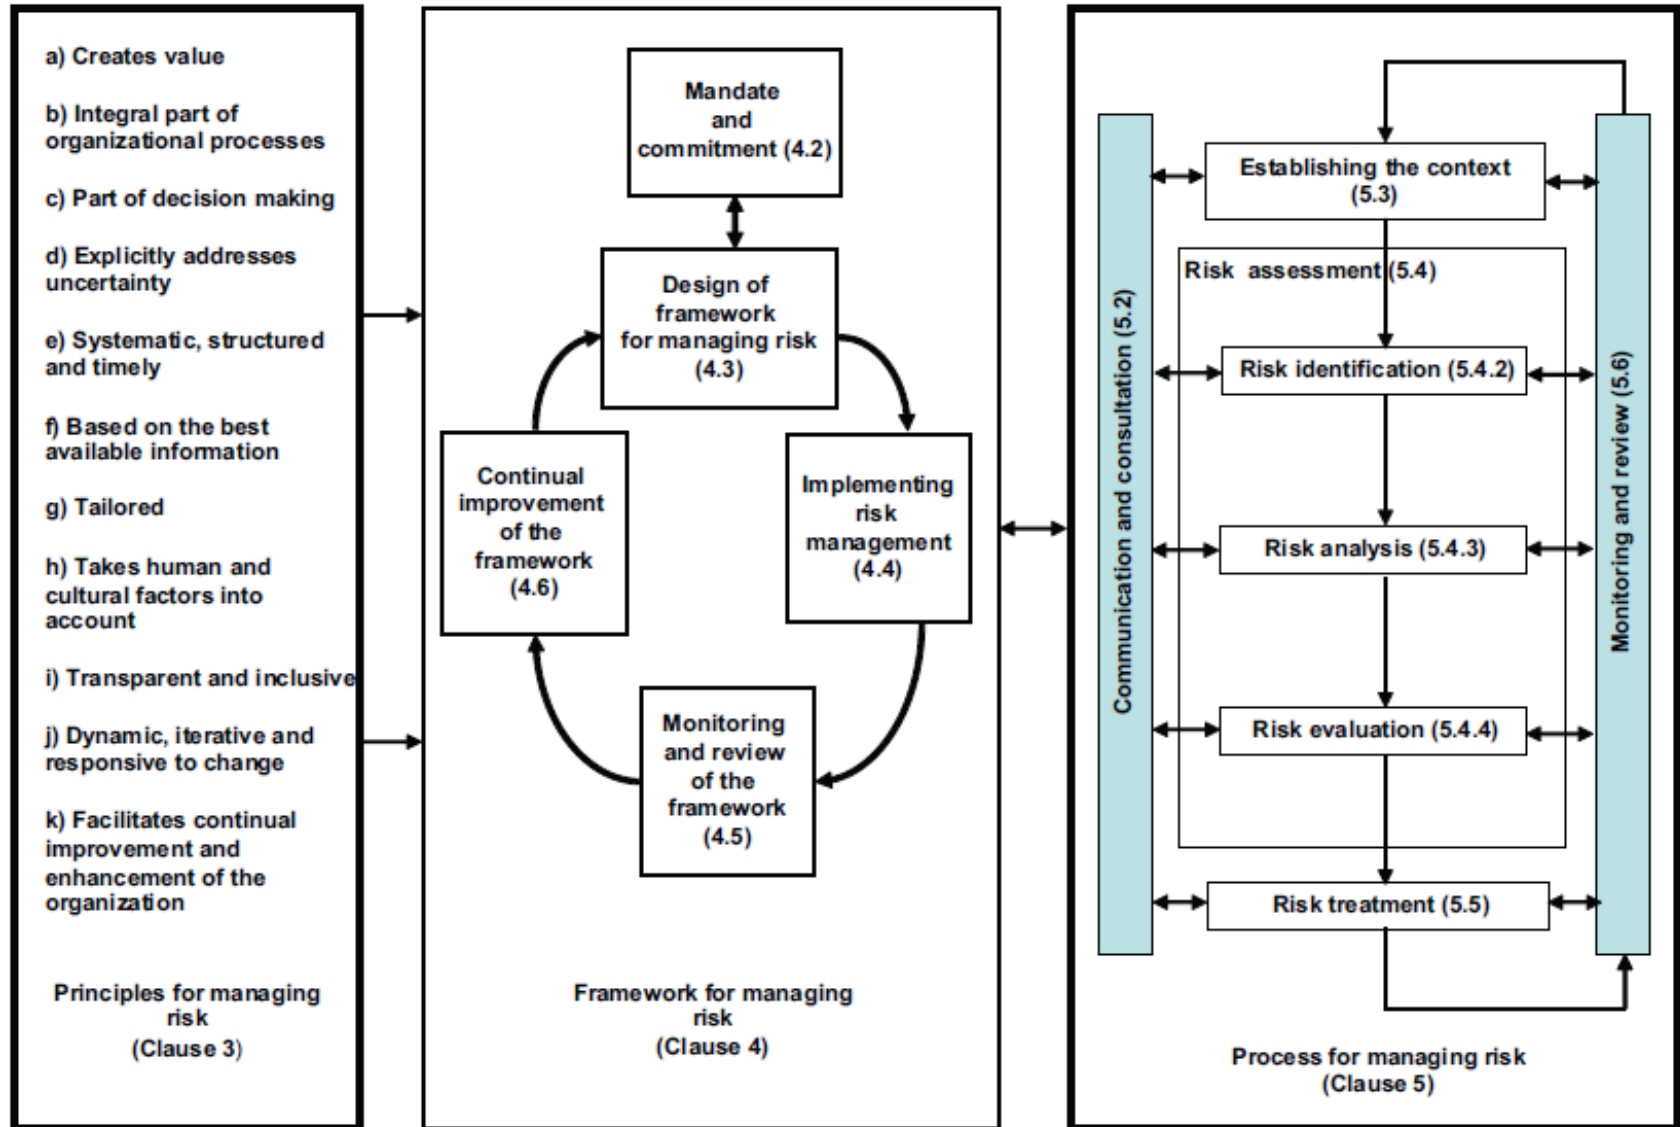 a) Creates value
b) Integral part of
organizational processes
c) Part of decision making
d) Explicitly addresses
uncertainty
e) Systematic, structured
and timely
f) Based on the best
available information
g) Tailored
h) Takes human and
cultural factors into
account
i) Transparent and inclusive
j) Dynamic, iterative and
responsive to change
k) Facilitates continual
improvement and
enhancement of the
organization
Principles for managing
risk
(Clause 3)
Mandate
and
commitment (4.2)
Design of
framework
for managing risk
(4.3)
Implementing
risk
management
(4.4)
Monitoring
and review
of the
framework
(4.5)
Continual
improvement
of the
framework
(4.6)
Framework for managing
risk
(Clause 4)
Communication and consultation (5.2)
Establishing the context
(5.3)
Risk assessment (5.4)
Risk identification (5.4.2)
Risk analysis (5.4.3)
Risk evaluation (5.4.4)
Risk treatment (5.5)
Monitoring and review (5.6)
Process for managing risk
(Clause 5)